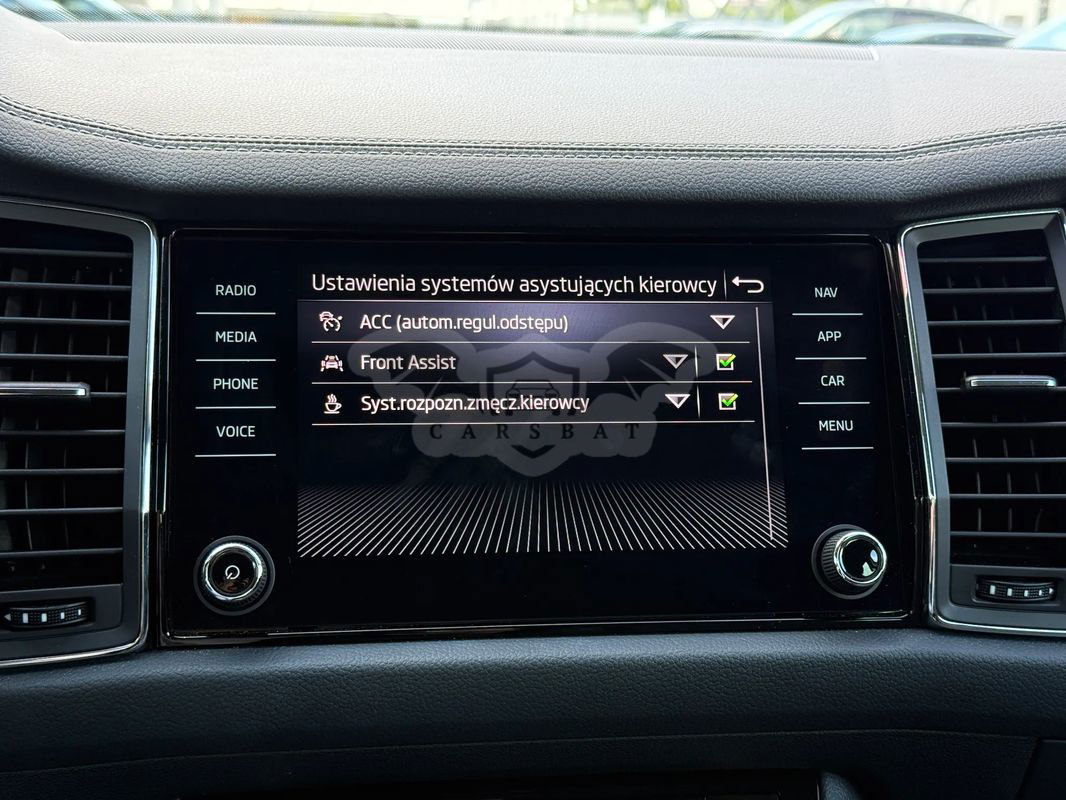 Ustawienia systemów asystujących kierowcy
ACC (autom.regul.odstępu)
Front Assist
Syst.rozpozn.zmęcz.kierowcy
CARSBAT
RADIO
MEDIA
PHONE
VOICE
NAV
APP
CAR
MENU